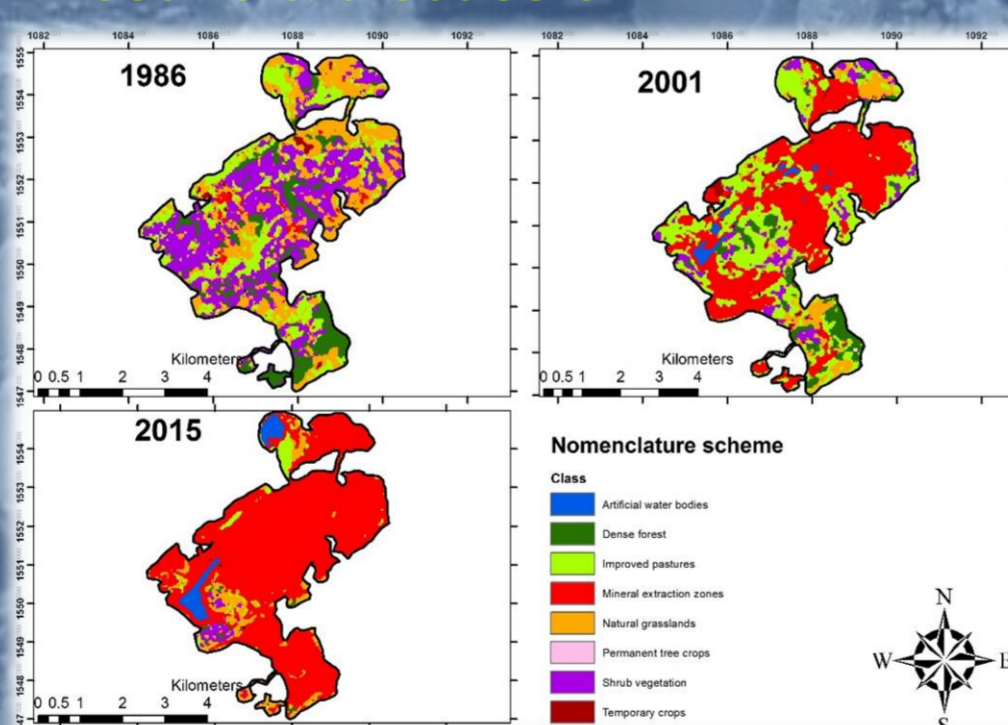 1082 1084 1086 1088 1090 1092
1082 1084 1086 1088 1090 1092
1986
2001
1555
1554
1553
1552
1551
1550
1549
1548
1547
Kilometers
0 0.5 1 2 3 4
Kilometers
0 0.5 1 2 3 4
2015
1554
1553
1552
1551
1550
1549
1548
Kilometers
0 0.5 1 2 3 4
Nomenclature scheme
Class
Artificial water bodies
Dense forest
Improved pastures
Mineral extraction zones
Natural grasslands
Permanent tree crops
Shrub vegetation
Temporary crops
N
W
S